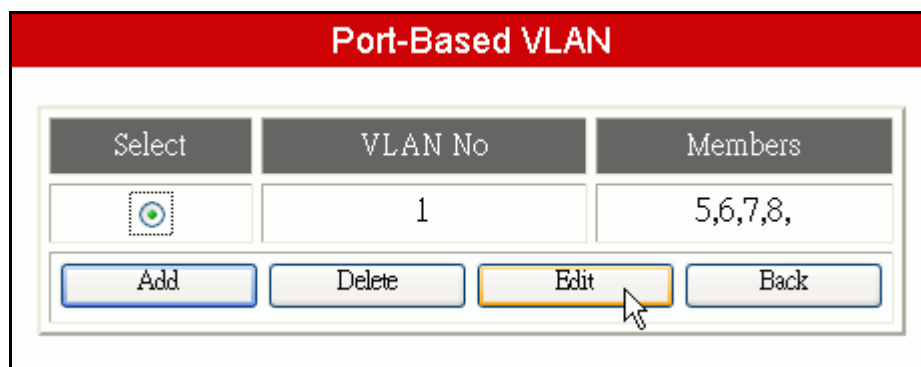 Port-Based VLAN
Select VLAN No Members
1 5,6,7,8,
Add Delete Edit Back